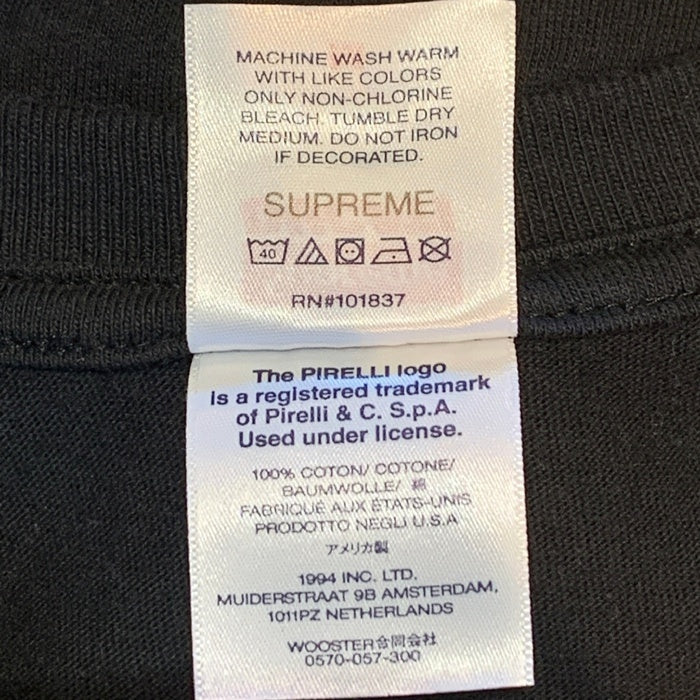 MACHINE WASH WARM
WITH LIKE COLORS
ONLY NON-CHLORINE
BLEACH. TUMBLE DRY
MEDIUM. DO NOT IRON
IF DECORATED.
SUPREME
40
RN#101837
The PIRELLI logo
is a registered trademark
of Pirelli & C. S.p.A.
Used under license.
100% COTON/ COTONE/
BAUMWOLLE/ 綿
FABRIQUÉ AUX ÉTATS-UNIS
PRODOTTO NEGLI U.S.A
アメリカ製
1994 INC. LTD.
MUIDERSTRAAT 9B AMSTERDAM,
1011PZ NETHERLANDS
WOOSTER合同会社
0570-057-300